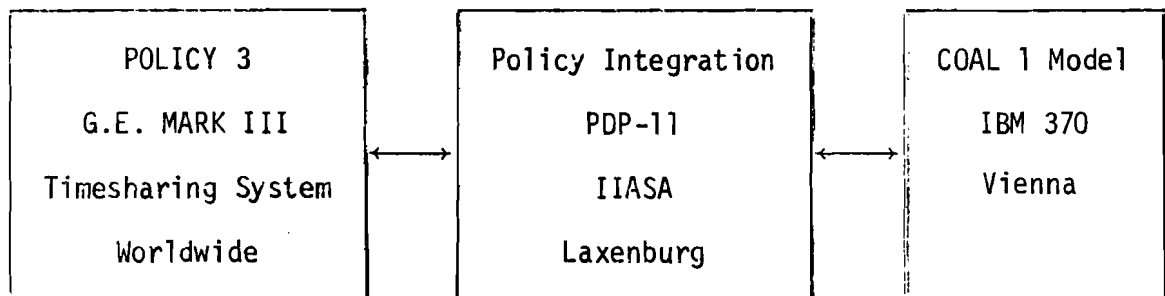 POLICY 3
G.E. MARK III
Timesharing System
Worldwide
Policy Integration
PDP-11
IIASA
Laxenburg
COAL 1 Model
IBM 370
Vienna